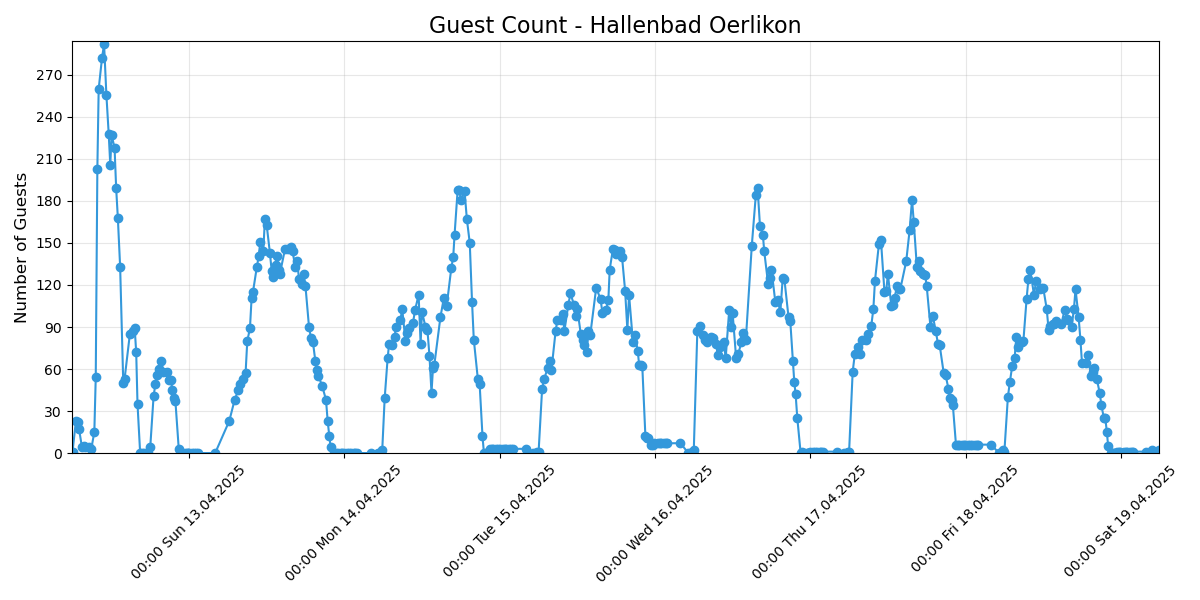 Guest Count - Hallenbad Oerlikon
Number of Guests
270
240
210
180
150
120
90
60
30
0
00:00 Sun 13.04.2025
00:00 Mon 14.04.2025
00:00 Tue 15.04.2025
00:00 Wed 16.04.2025
00:00 Thu 17.04.2025
00:00 Fri 18.04.2025
00:00 Sat 19.04.2025